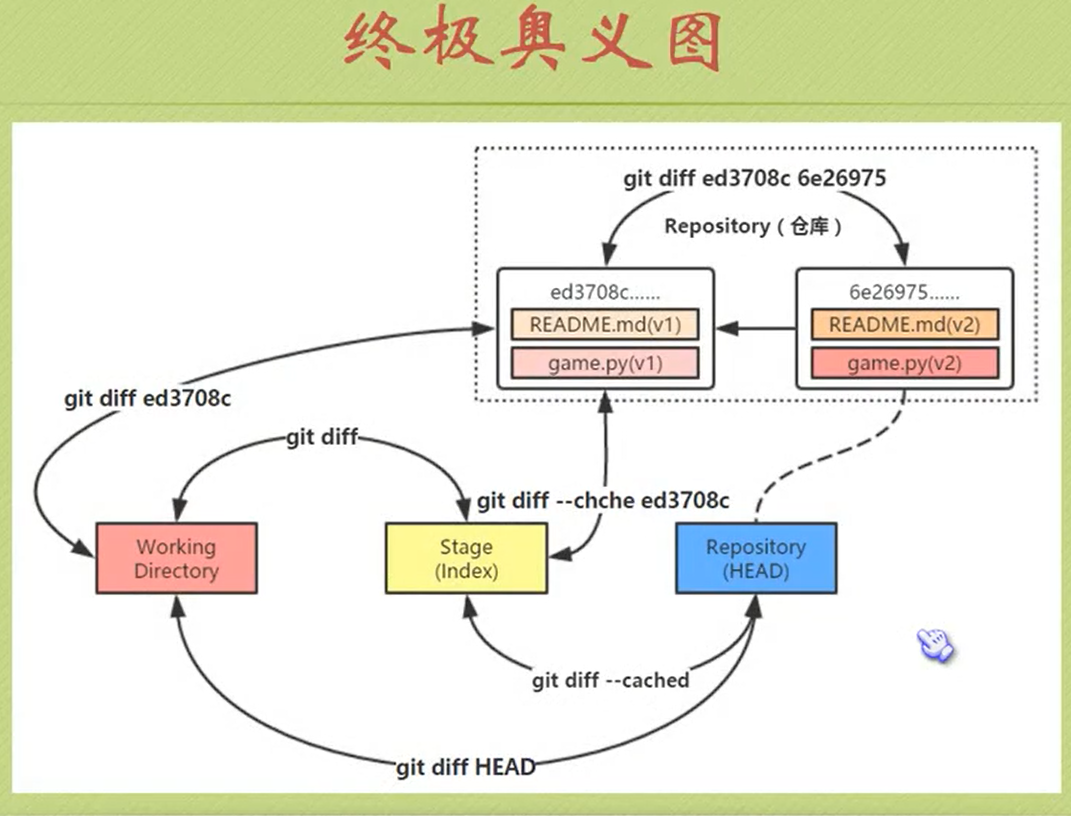 终极奥义图
git diff ed3708c 6e26975
Repository（仓库）
ed3708c......
README.md(v1)
game.py(v1)
6e26975......
README.md(v2)
game.py(v2)
git diff ed3708c
git diff
git diff --chche ed3708c
Working
Directory
Stage
(Index)
Repository
(HEAD)
git diff --cached
git diff HEAD